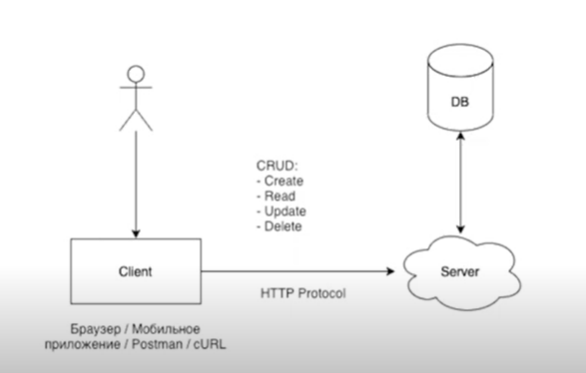 DB
CRUD:
- Create
- Read
- Update
- Delete
Client
Server
HTTP Protocol
Браузер / Мобильное
приложение / Postman / cURL